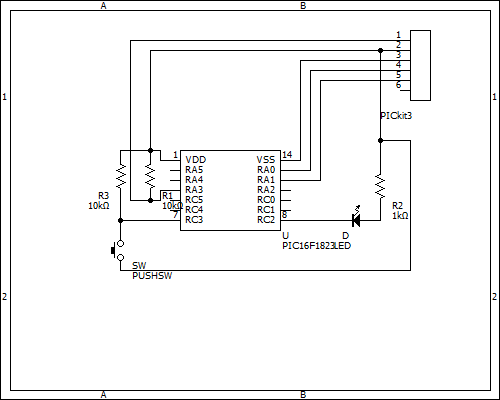 A B
1
2
3
4
5
6
PICkit3
1 1
1 VDD VSS 14
RA5 RA0
RA4 RA1
RA3 RA2
RC5 RC0
RC4 RC1
7 RC3 RC2 8
R3
10kΩ
R1
10kΩ
R2
1kΩ
U
PIC16F1823
D
LED
SW
PUSHSW
2 2
A B